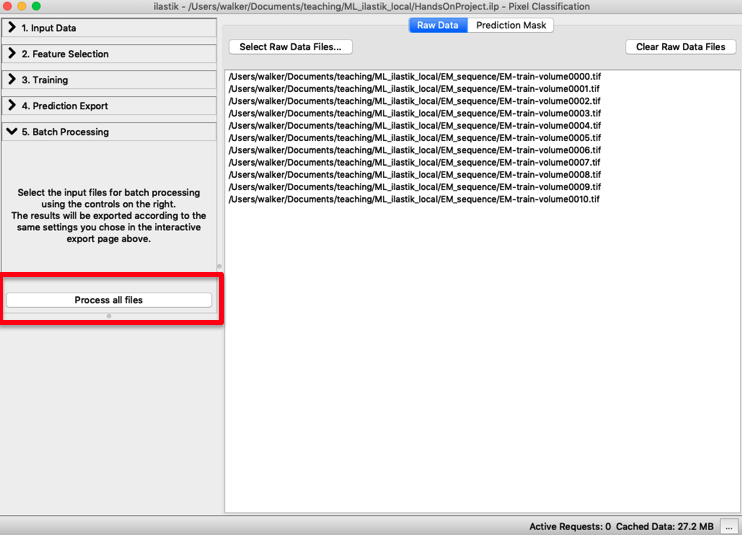 ilastik - /Users/walker/Documents/teaching/ML_ilastik_local/HandsOnProject.ilp - Pixel Classification
1. Input Data
2. Feature Selection
3. Training
4. Prediction Export
5. Batch Processing
Select the input files for batch processing
using the controls on the right.
The results will be exported according to the
same settings you chose in the interactive
export page above.
Process all files
Raw Data
Prediction Mask
Select Raw Data Files...
Clear Raw Data Files
/Users/walker/Documents/teaching/ML_ilastik_local/EM_sequence/EM-train-volume0000.tif
/Users/walker/Documents/teaching/ML_ilastik_local/EM_sequence/EM-train-volume0001.tif
/Users/walker/Documents/teaching/ML_ilastik_local/EM_sequence/EM-train-volume0002.tif
/Users/walker/Documents/teaching/ML_ilastik_local/EM_sequence/EM-train-volume0003.tif
/Users/walker/Documents/teaching/ML_ilastik_local/EM_sequence/EM-train-volume0004.tif
/Users/walker/Documents/teaching/ML_ilastik_local/EM_sequence/EM-train-volume0005.tif
/Users/walker/Documents/teaching/ML_ilastik_local/EM_sequence/EM-train-volume0006.tif
/Users/walker/Documents/teaching/ML_ilastik_local/EM_sequence/EM-train-volume0007.tif
/Users/walker/Documents/teaching/ML_ilastik_local/EM_sequence/EM-train-volume0008.tif
/Users/walker/Documents/teaching/ML_ilastik_local/EM_sequence/EM-train-volume0009.tif
/Users/walker/Documents/teaching/ML_ilastik_local/EM_sequence/EM-train-volume0010.tif
Active Requests: 0 Cached Data: 27.2 MB ...